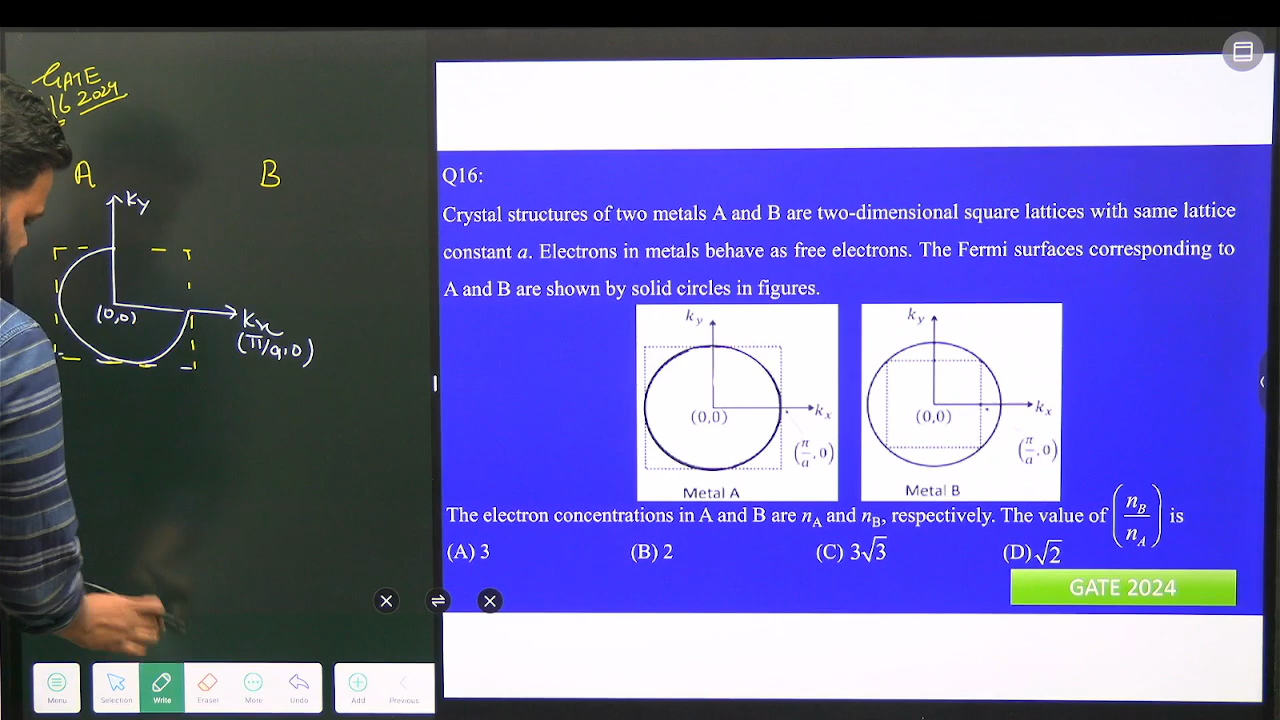 GATE
16 2024
A
B
ky
(0,0)
kx
(π/a,0)
Q16:
Crystal structures of two metals A and B are two-dimensional square lattices with same lattice
constant a. Electrons in metals behave as free electrons. The Fermi surfaces corresponding to
A and B are shown by solid circles in figures.
ky
(0,0)
kx
(π/a, 0)
Metal A
ky
(0,0)
kx
(π/a, 0)
Metal B
The electron concentrations in A and B are nA and nB, respectively. The value of (nB/nA) is
(A) 3 (B) 2 (C) 3√3 (D) √2
GATE 2024
Menu Selection Write Eraser More Undo Add Previous